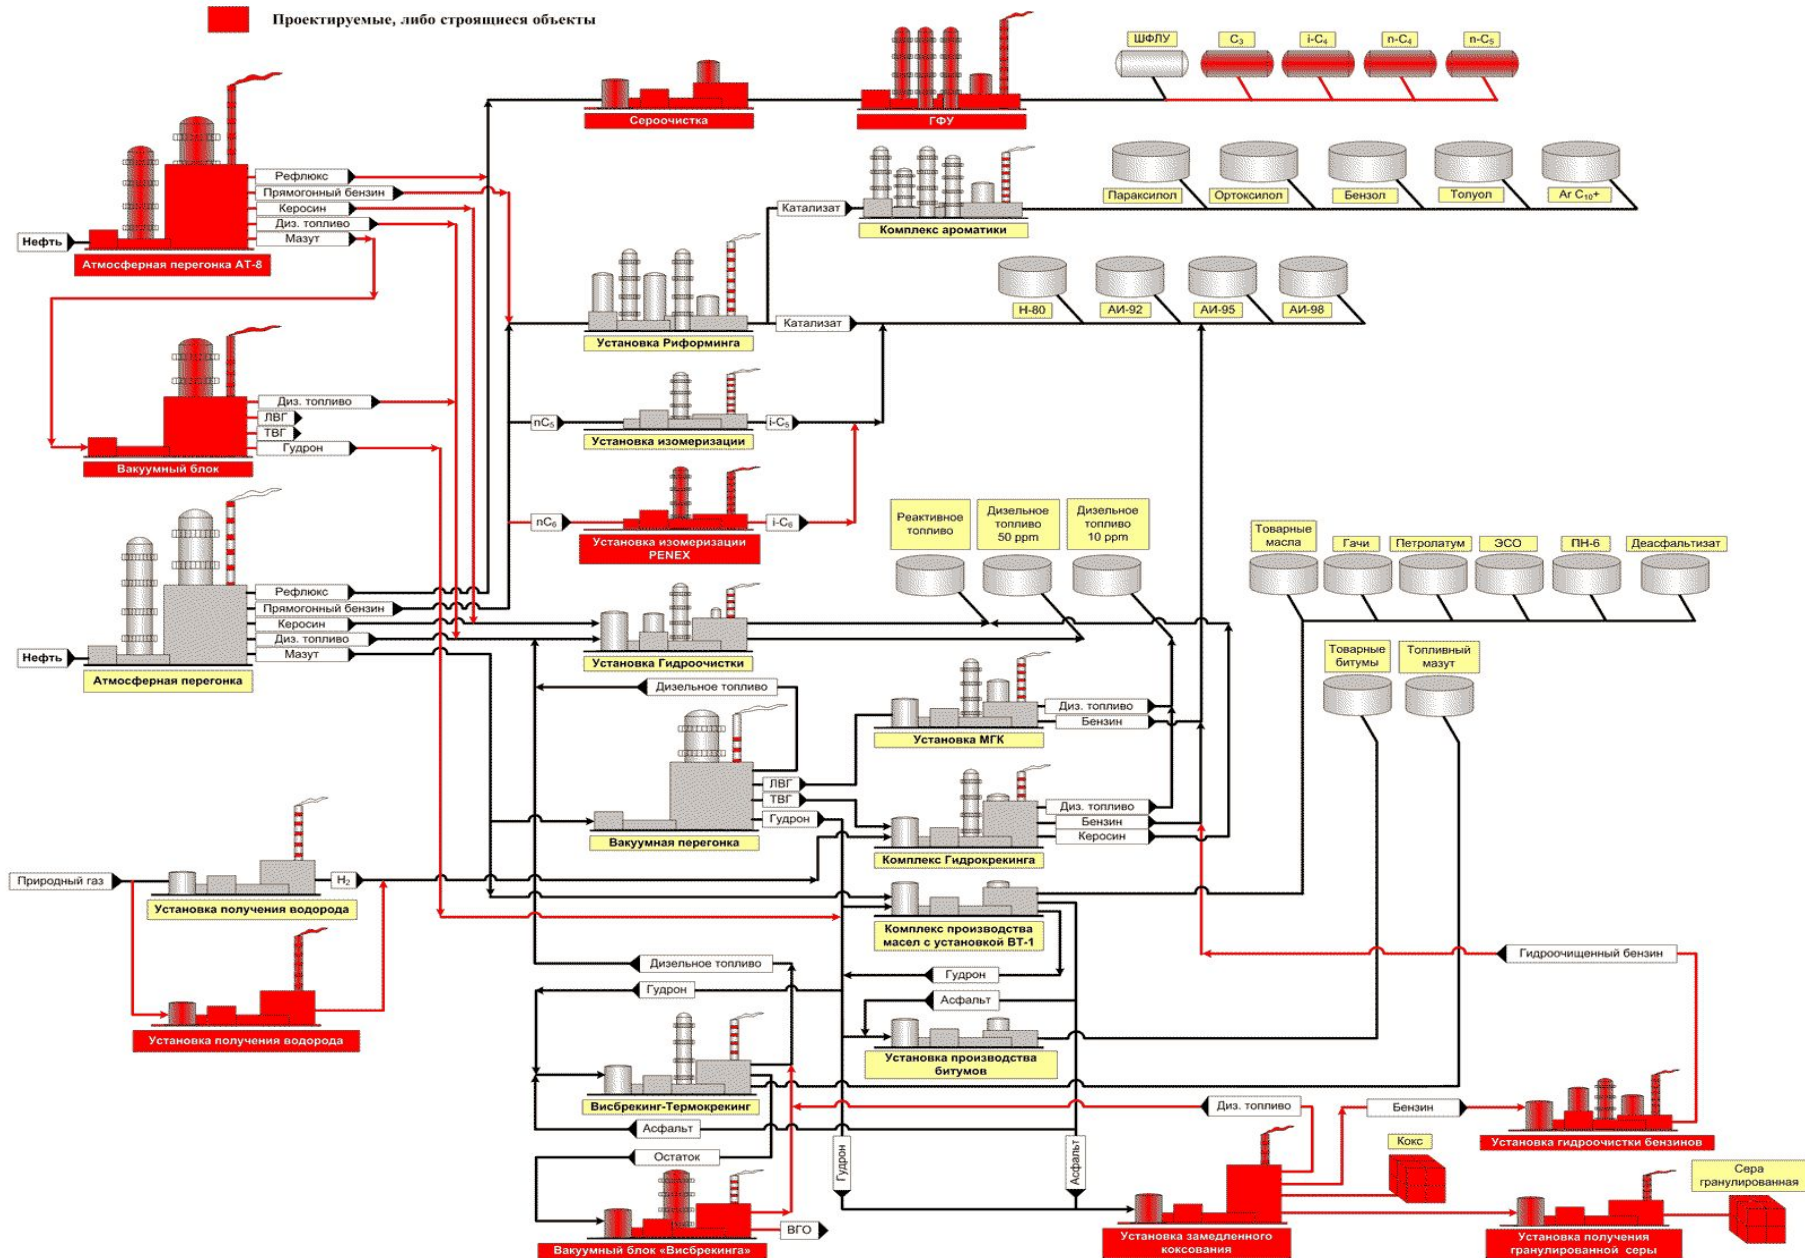 Проектируемые, либо строящиеся объекты
ШФЛУ
C₃
i-C₄
n-C₄
n-C₅
Сероочистка
ГФУ
Рефлюкс
Прямогонный бензин
Керосин
Диз. топливо
Мазут
Нефть
Атмосферная перегонка АТ-8
Катализат
Комплекс ароматики
Параксилол
Ортоксилол
Бензол
Толуол
Ar C₁₀+
Н-80
АИ-92
АИ-95
АИ-98
Катализат
Установка Риформинга
Диз. топливо
ЛВГ
ТВГ
Гудрон
Вакуумный блок
nC₅
i-C₅
Установка изомеризации
nC₆
i-C₆
Установка изомеризации
PENEX
Реактивное
топливо
Дизельное
топливо
50 ppm
Дизельное
топливо
10 ppm
Товарные
масла
Гачи
Петролатум
ЭСО
ПН-6
Деасфальтизат
Рефлюкс
Прямогонный бензин
Керосин
Диз. топливо
Мазут
Нефть
Атмосферная перегонка
Установка Гидроочистки
Товарные
битумы
Топливный
мазут
Дизельное топливо
Диз. топливо
Бензин
Установка МГК
ЛВГ
ТВГ
Гудрон
Вакуумная перегонка
Диз. топливо
Бензин
Керосин
Комплекс Гидрокрекинга
Природный газ
H₂
Установка получения водорода
Комплекс производства
масел с установкой ВТ-1
Гидроочищенный бензин
Дизельное топливо
Гудрон
Гудрон
Асфальт
Установка получения водорода
Установка производства
битумов
Висбрекинг-Термокрекинг
Диз. топливо
Бензин
Асфальт
Установка гидроочистки бензинов
Кокс
Остаток
Гудрон
Асфальт
Сера
гранулированная
ВГО
Вакуумный блок «Висбрекинга»
Установка замедленного
коксования
Установка получения
гранулированной серы